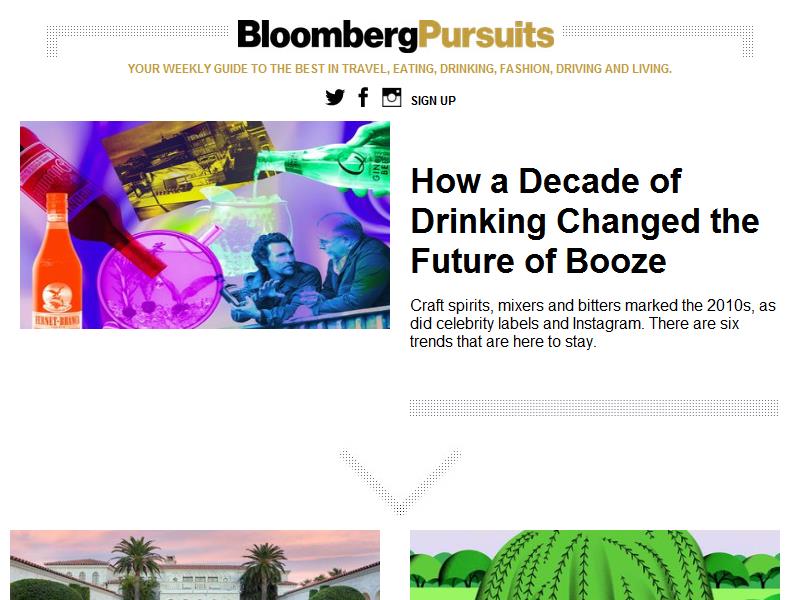 BloombergPursuits
YOUR WEEKLY GUIDE TO THE BEST IN TRAVEL, EATING, DRINKING, FASHION, DRIVING AND LIVING.
SIGN UP
How a Decade of
Drinking Changed the
Future of Booze
Craft spirits, mixers and bitters marked the 2010s, as
did celebrity labels and Instagram. There are six
trends that are here to stay.
Q
GINGER
BEER
FERNET-BRANCA